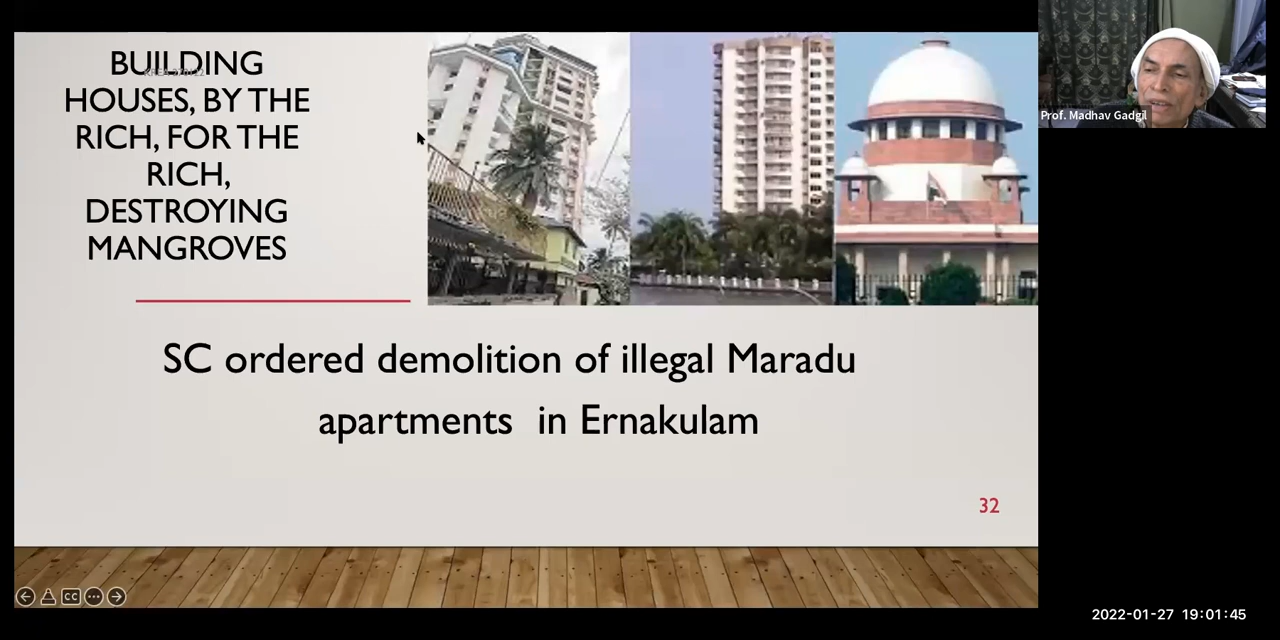 BUILDING
HOUSES, BY THE
RICH, FOR THE
RICH,
DESTROYING
MANGROVES
SC ordered demolition of illegal Maradu
apartments in Ernakulam
32
CC
Prof. Madhav Gadgil
2022-01-27 19:01:45